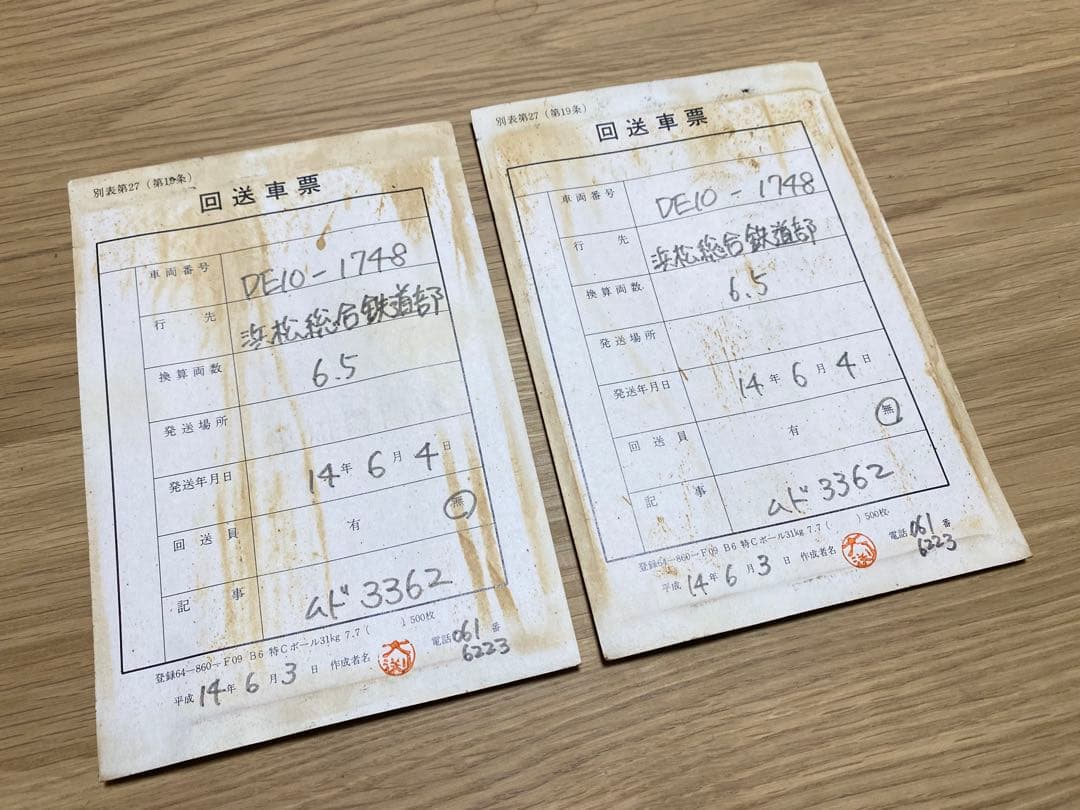 別表第27(第19条)
回送車票
車両番号 DE10-1748
行先 浜松総合鉄道部
換算両数 6.5
発送場所
発送年月日 14年6月4日
回送員 有 無
記事 ムド3362
登録64-860-F09 B6 特Cボール31kg 7.7( )500枚
平成14年6月3日 作成者名 電話061番
6223
別表第27(第19条)
回送車票
車両番号 DE10-1748
行先 浜松総合鉄道部
換算両数 6.5
発送場所
発送年月日 14年6月4日
回送員 有 無
記事 ムド3362
登録64-860-F09 B6 特Cボール31kg 7.7( )500枚
平成14年6月3日 作成者名 電話061番
6223